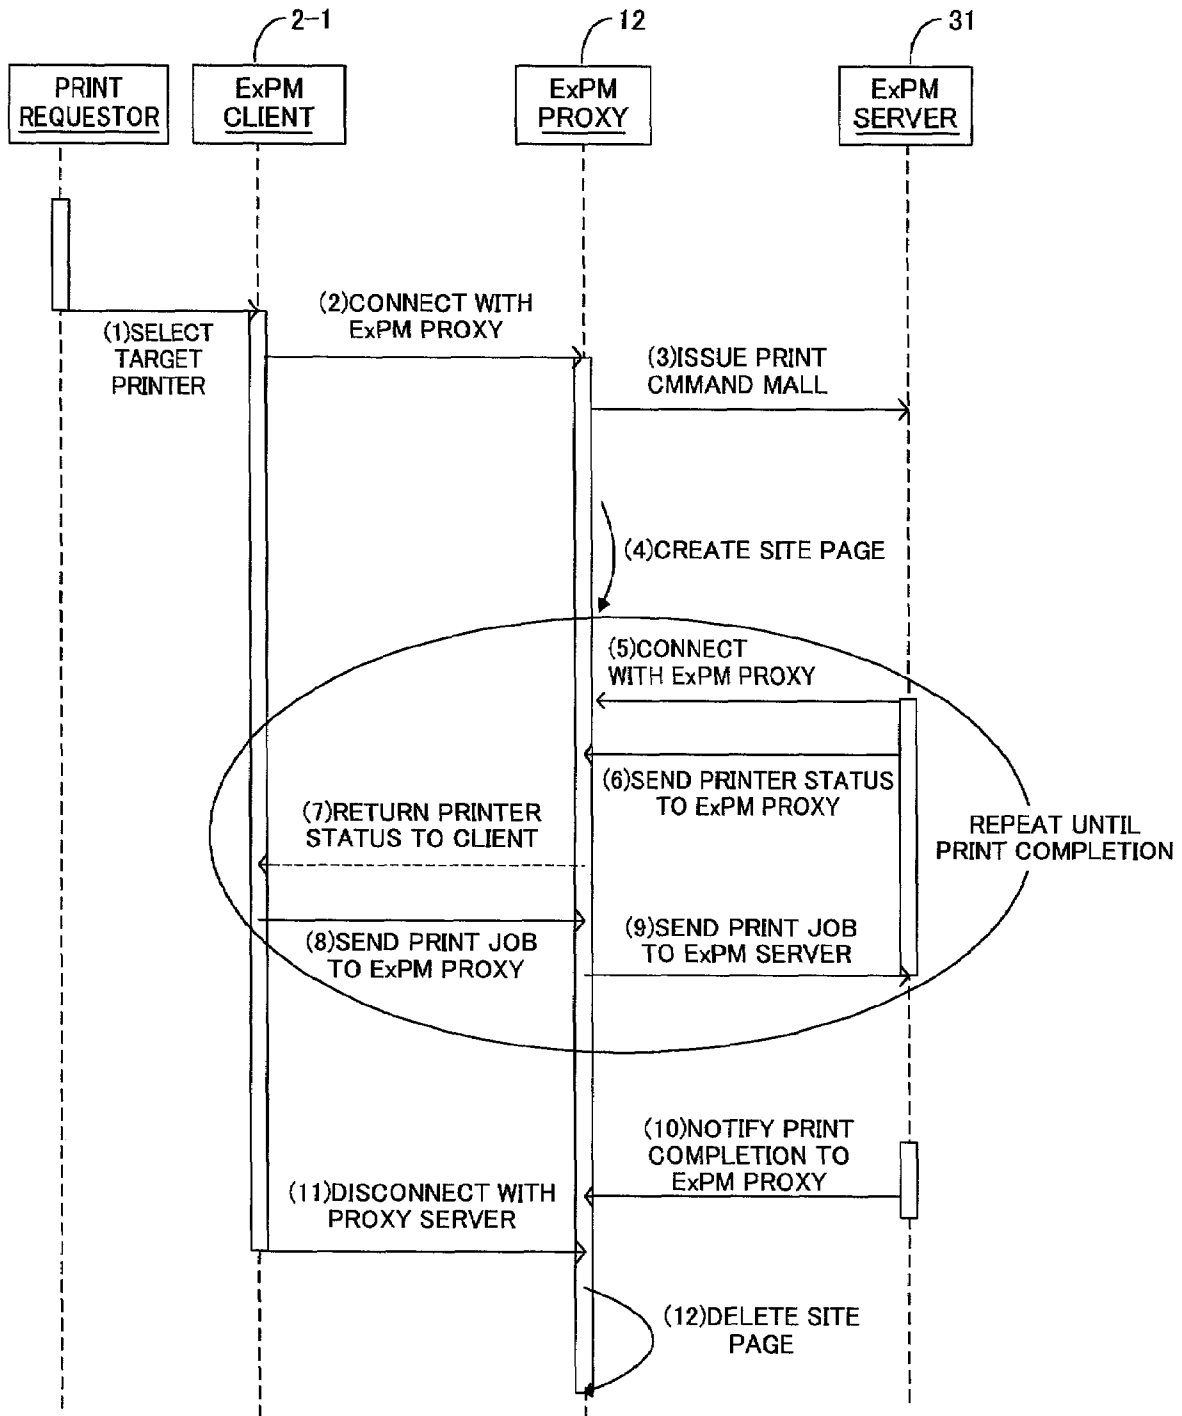 2-1
12
31
PRINT
REQUESTOR
ExPM
CLIENT
ExPM
PROXY
ExPM
SERVER
(1)SELECT
TARGET
PRINTER
(2)CONNECT WITH
ExPM PROXY
(3)ISSUE PRINT
CMMAND MALL
(4)CREATE SITE PAGE
(5)CONNECT
WITH ExPM PROXY
(6)SEND PRINTER STATUS
TO ExPM PROXY
(7)RETURN PRINTER
STATUS TO CLIENT
REPEAT UNTIL
PRINT COMPLETION
(8)SEND PRINT JOB
TO ExPM PROXY
(9)SEND PRINT JOB
TO ExPM SERVER
(10)NOTIFY PRINT
COMPLETION TO
ExPM PROXY
(11)DISCONNECT WITH
PROXY SERVER
(12)DELETE SITE
PAGE